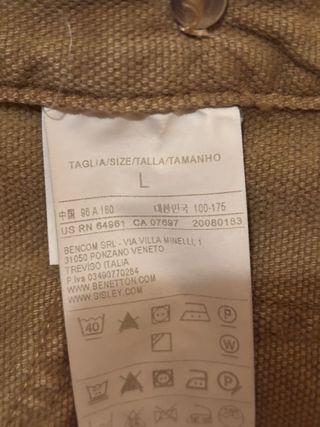 TAGLIA/SIZE/TALLA/TAMANHO
L
中国 96 A 180 대한민국 100-175
US RN 64961 CA 07697 20080183
BENCOM SRL - VIA VILLA MINELLI, 1
31050 PONZANO VENETO
TREVISO ITALIA
P.Iva 03490770264
WWW.BENETTON.COM
WWW.SISLEY.COM
40 P
W
P